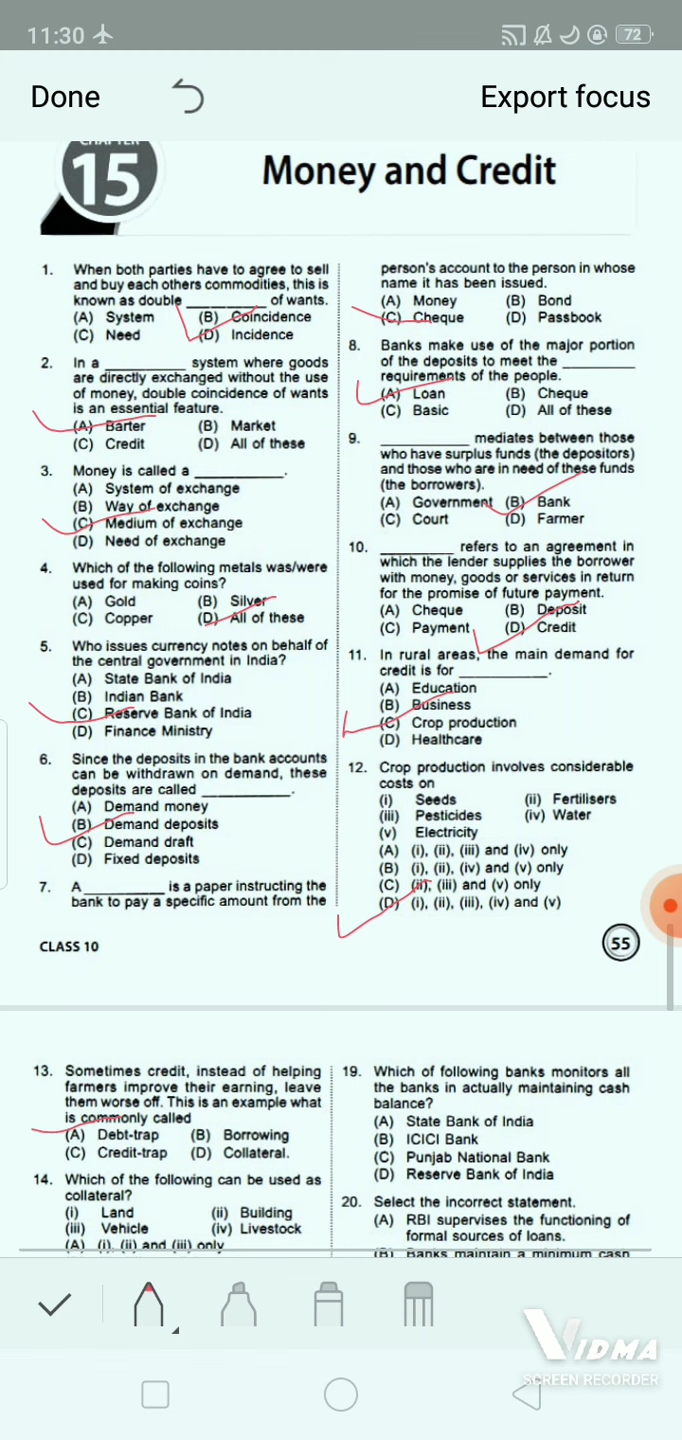 11:30
72
Done
Export focus
CHAPTER
15
Money and Credit
1. When both parties have to agree to sell
and buy each others commodities, this is
known as double __________ of wants.
(A) System (B) Coincidence
(C) Need (D) Incidence
2. In a __________ system where goods
are directly exchanged without the use
of money, double coincidence of wants
is an essential feature.
(A) Barter (B) Market
(C) Credit (D) All of these
3. Money is called a ___________.
(A) System of exchange
(B) Way of exchange
(C) Medium of exchange
(D) Need of exchange
4. Which of the following metals was/were
used for making coins?
(A) Gold (B) Silver
(C) Copper (D) All of these
5. Who issues currency notes on behalf of
the central government in India?
(A) State Bank of India
(B) Indian Bank
(C) Reserve Bank of India
(D) Finance Ministry
6. Since the deposits in the bank accounts
can be withdrawn on demand, these
deposits are called ___________.
(A) Demand money
(B) Demand deposits
(C) Demand draft
(D) Fixed deposits
7. A __________ is a paper instructing the
bank to pay a specific amount from the
person's account to the person in whose
name it has been issued.
(A) Money (B) Bond
(C) Cheque (D) Passbook
8. Banks make use of the major portion
of the deposits to meet the _________
requirements of the people.
(A) Loan (B) Cheque
(C) Basic (D) All of these
9. ___________ mediates between those
who have surplus funds (the depositors)
and those who are in need of these funds
(the borrowers).
(A) Government (B) Bank
(C) Court (D) Farmer
10. _________ refers to an agreement in
which the lender supplies the borrower
with money, goods or services in return
for the promise of future payment.
(A) Cheque (B) Deposit
(C) Payment (D) Credit
11. In rural areas, the main demand for
credit is for ___________.
(A) Education
(B) Business
(C) Crop production
(D) Healthcare
12. Crop production involves considerable
costs on
(i) Seeds (ii) Fertilisers
(iii) Pesticides (iv) Water
(v) Electricity
(A) (i), (ii), (iii) and (iv) only
(B) (i), (ii), (iv) and (v) only
(C) (ii), (iii) and (v) only
(D) (i), (ii), (iii), (iv) and (v)
CLASS 10
55
13. Sometimes credit, instead of helping
farmers improve their earning, leave
them worse off. This is an example what
is commonly called
(A) Debt-trap (B) Borrowing
(C) Credit-trap (D) Collateral.
14. Which of the following can be used as
collateral?
(i) Land (ii) Building
(iii) Vehicle (iv) Livestock
(A) (i), (ii) and (iii) only
19. Which of following banks monitors all
the banks in actually maintaining cash
balance?
(A) State Bank of India
(B) ICICI Bank
(C) Punjab National Bank
(D) Reserve Bank of India
20. Select the incorrect statement.
(A) RBI supervises the functioning of
formal sources of loans.
(B) Banks maintain a minimum cash
VIDMA
SCREEN RECORDER